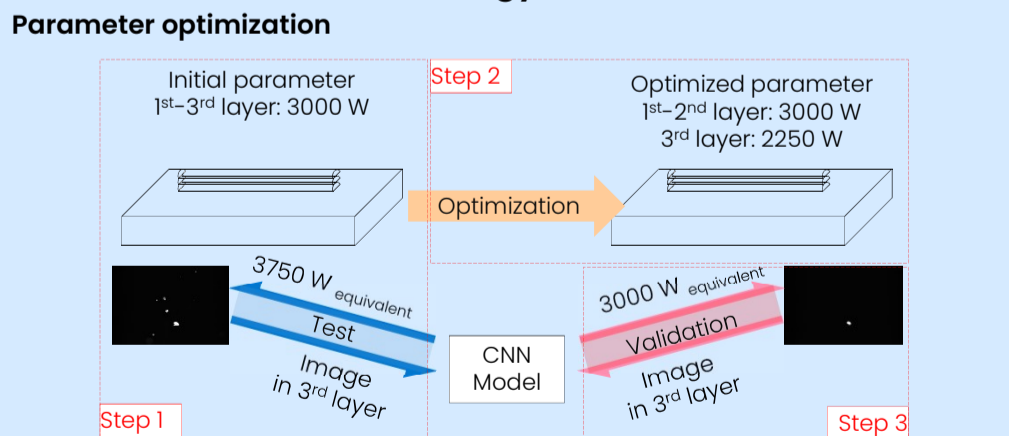 Parameter optimization
Initial parameter
1st-3rd layer: 3000 W
Step 2
Optimized parameter
1st-2nd layer: 3000 W
3rd layer: 2250 W
Optimization
3750 W equivalent
Test
Image
in 3rd layer
CNN
Model
3000 W equivalent
Validation
Image
in 3rd layer
Step 1
Step 3